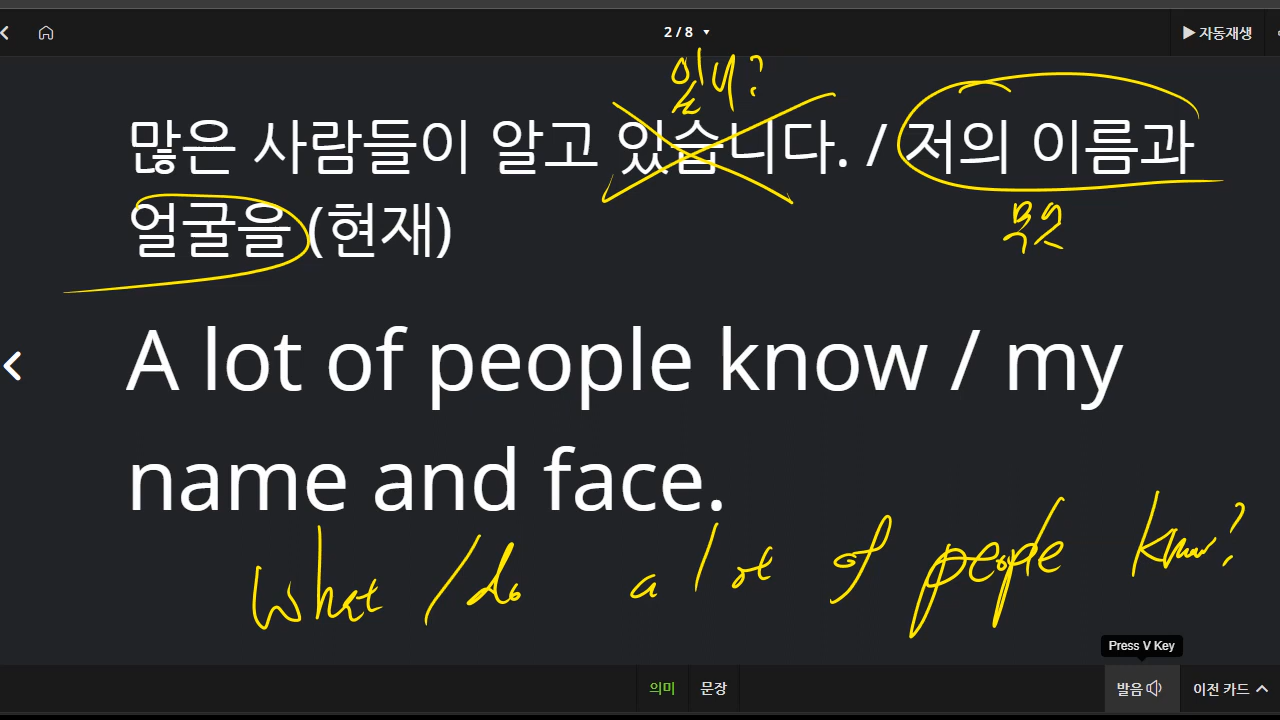 2 / 8
자동재생
있니?
많은 사람들이 알고 있습니다. / 저의 이름과
무엇
얼굴을 (현재)
A lot of people know / my
name and face.
What / do a lot of people know?
Press V Key
의미 문장 발음 이전 카드